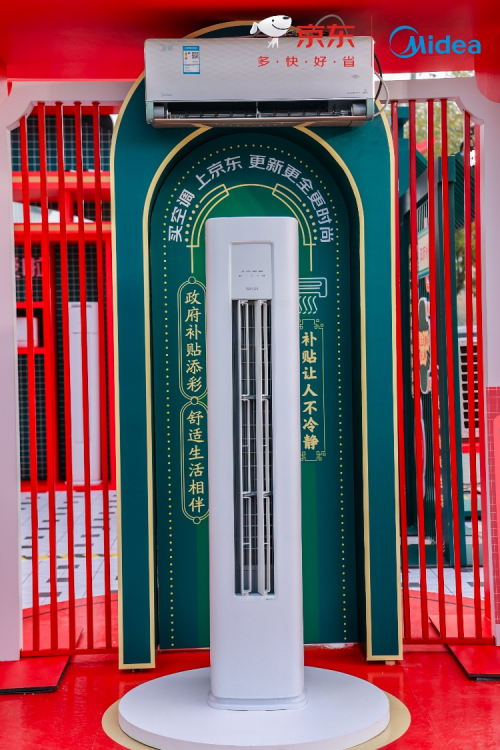 京东
Midea
多·快·好·省
买空调 上京东 更新更全更时尚
政府补贴添彩
舒适生活相伴
补贴让人不冷静